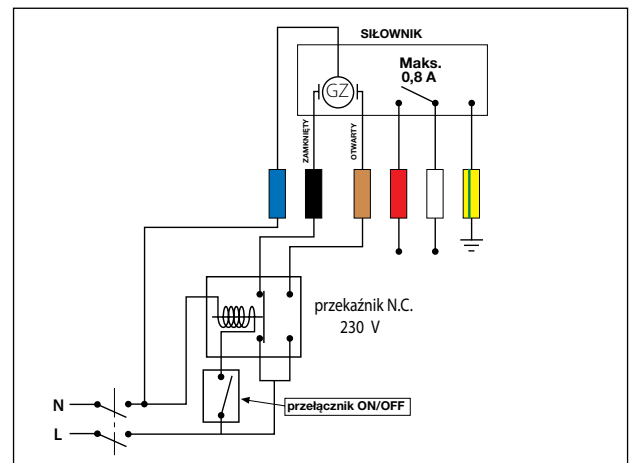 SIŁOWNIK
Maks.
0,8 A
GZ
ZAMKNIĘTY
OTWARTY
przekaźnik N.C.
230 V
N
L
przełącznik ON/OFF